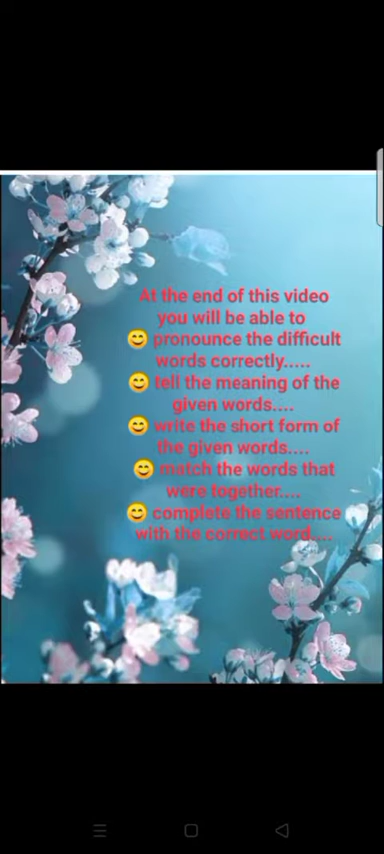 At the end of this video
you will be able to
😊 pronounce the difficult
words correctly.....
😊 tell the meaning of the
given words....
😊 write the short form of
the given words....
😊 match the words that
were together....
😊 complete the sentence
with the correct word....